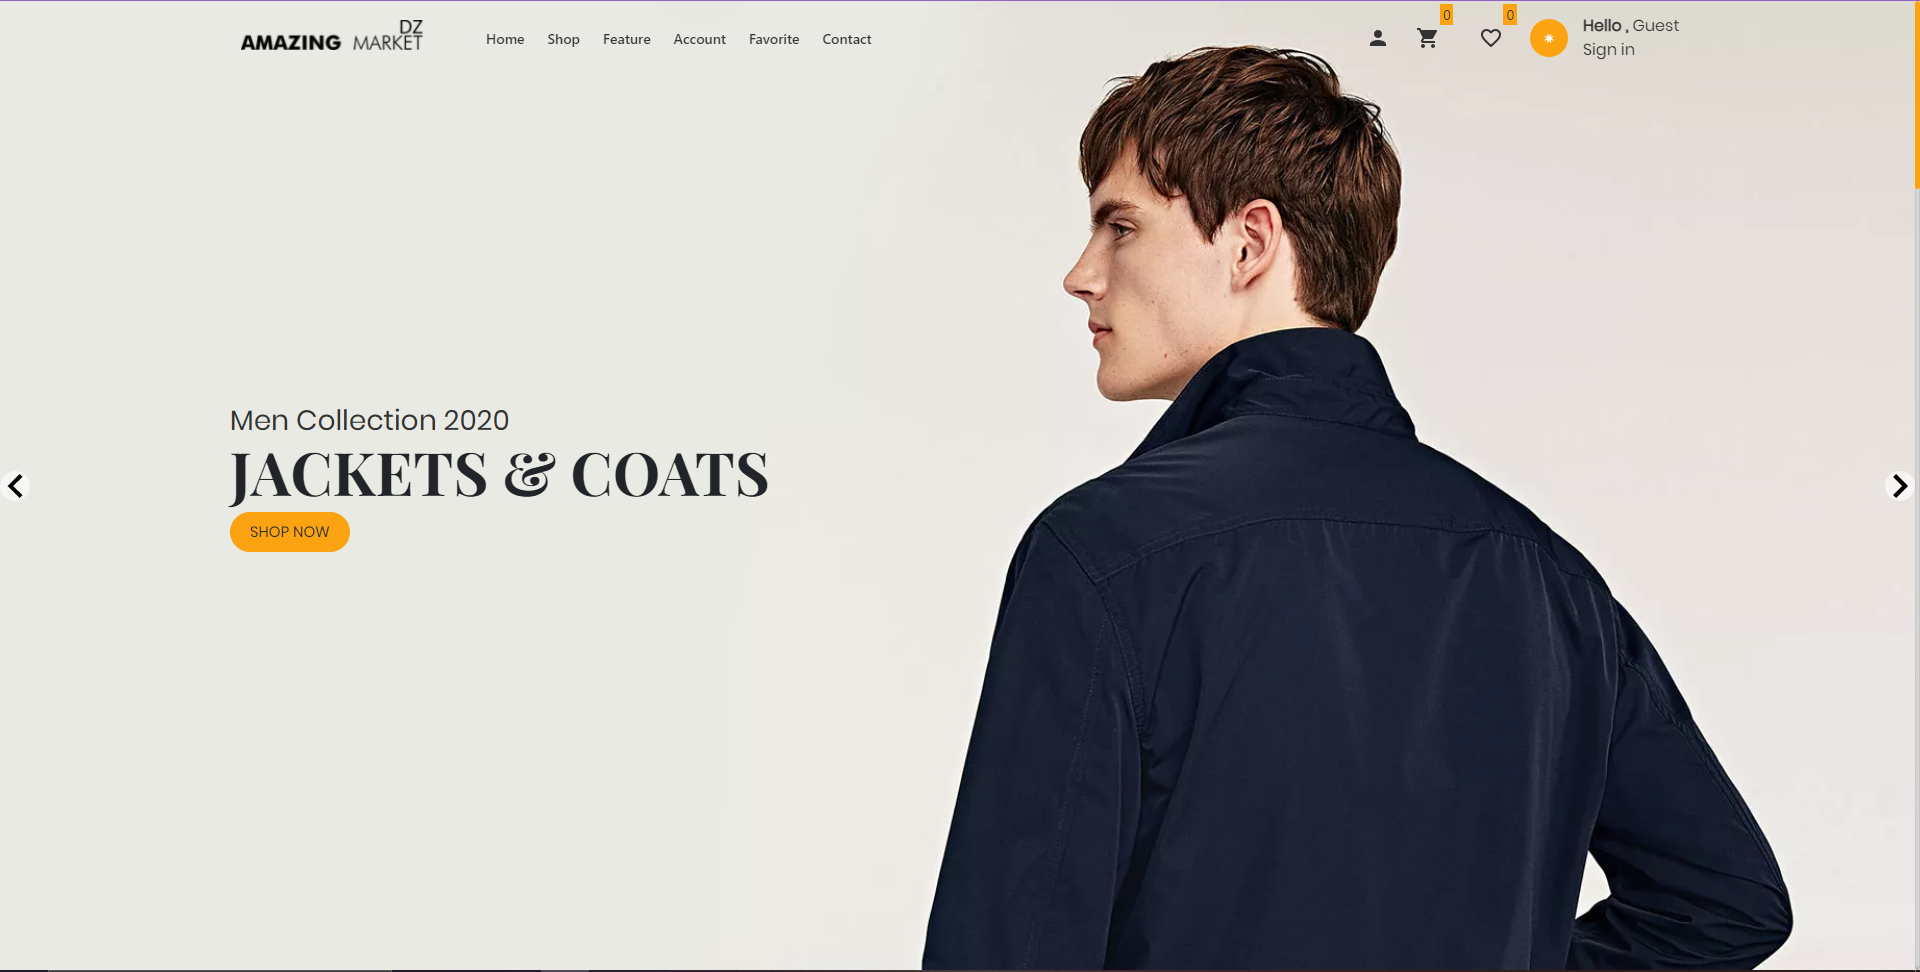 AMAZING MARKET DZ
Home Shop Feature Account Favorite Contact
0 0
Hello , Guest
Sign in
Men Collection 2020
JACKETS & COATS
SHOP NOW